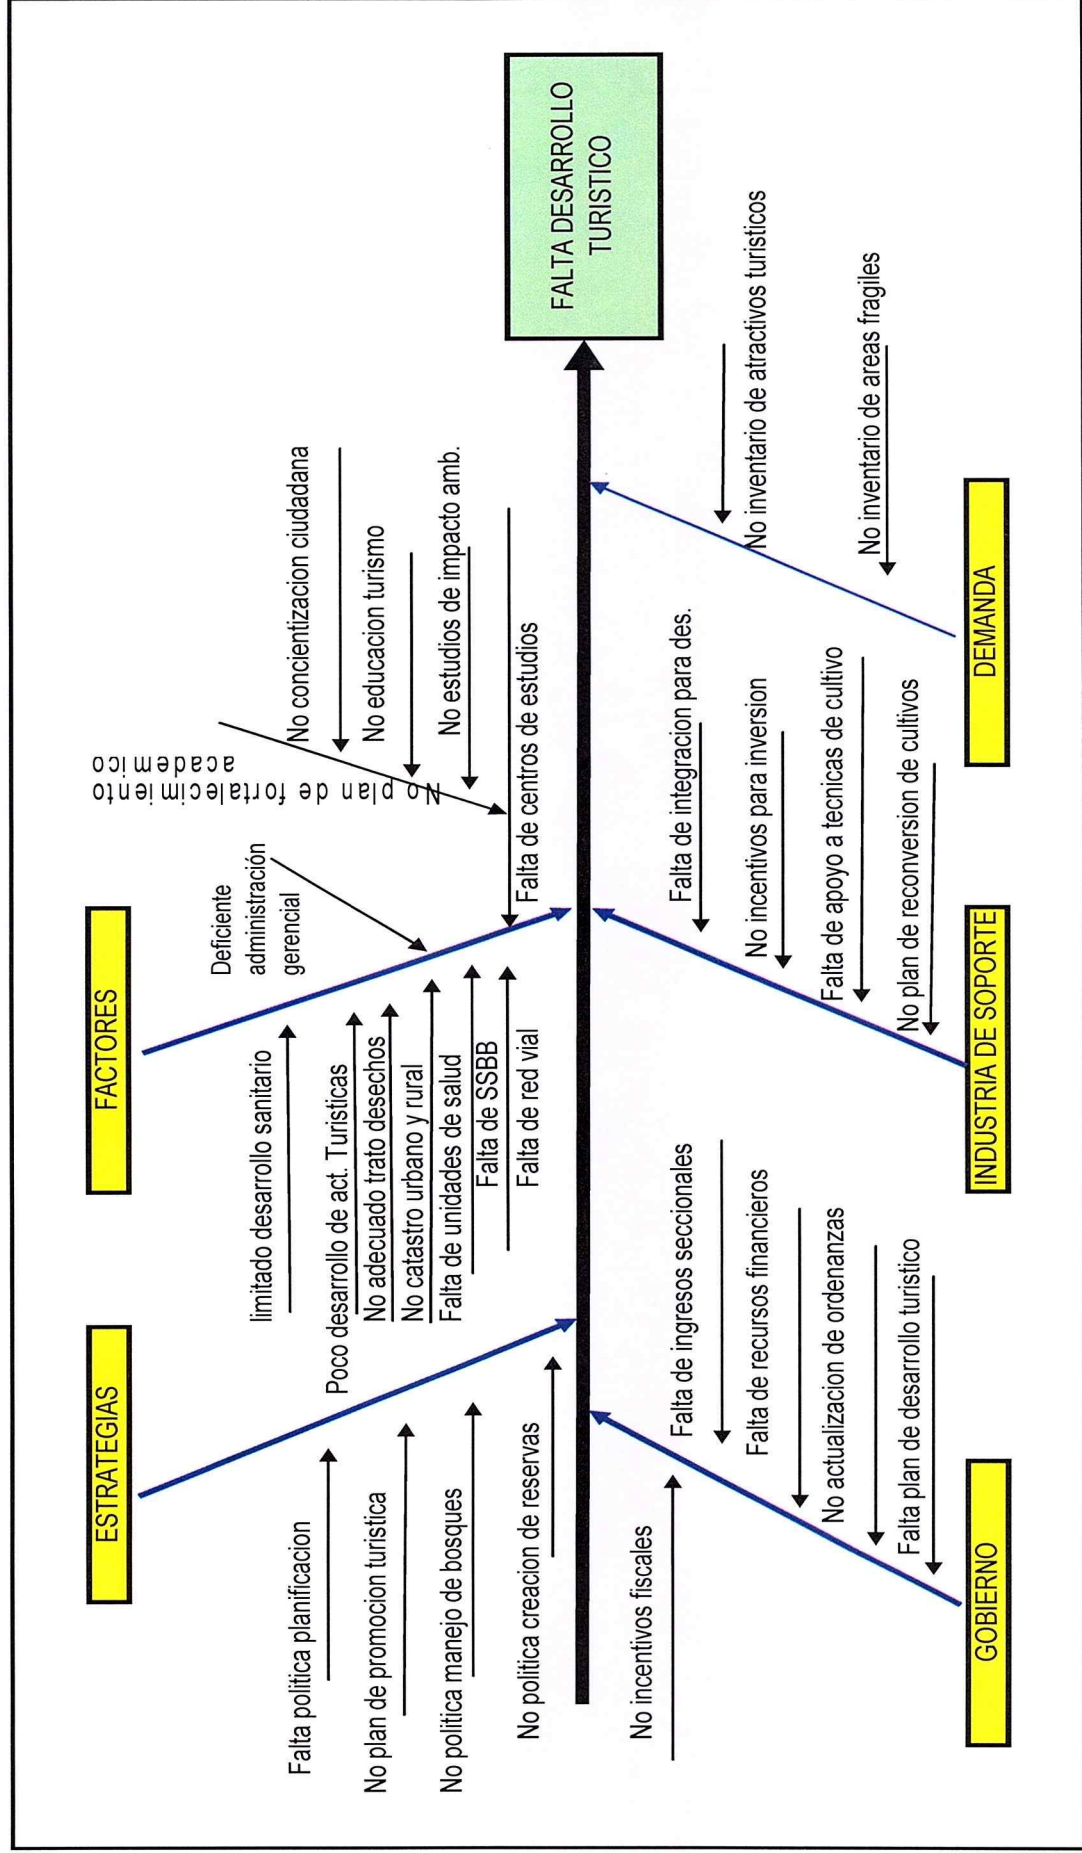 ESTRATEGIAS
FACTORES
Falta politica planificacion
No plan de promocion turistica
No politica manejo de bosques
No politica creacion de reservas
limitado desarrollo sanitario
Poco desarrollo de act. Turisticas
No adecuado trato desechos
No catastro urbano y rural
Falta de unidades de salud
Falta de SSBB
Falta de red vial
Deficiente
administración
gerencial
No plan de fortalecimiento
academico
No concientizacion ciudadana
No educacion turismo
No estudios de impacto amb.
Falta de centros de estudios
FALTA DESARROLLO
TURISTICO
No incentivos fiscales
Falta de ingresos seccionales
Falta de recursos financieros
No actualizacion de ordenanzas
Falta plan de desarrollo turistico
Falta de integracion para des.
No incentivos para inversion
Falta de apoyo a tecnicas de cultivo
No plan de reconversion de cultivos
No inventario de atractivos turisticos
No inventario de areas fragiles
GOBIERNO
INDUSTRIA DE SOPORTE
DEMANDA